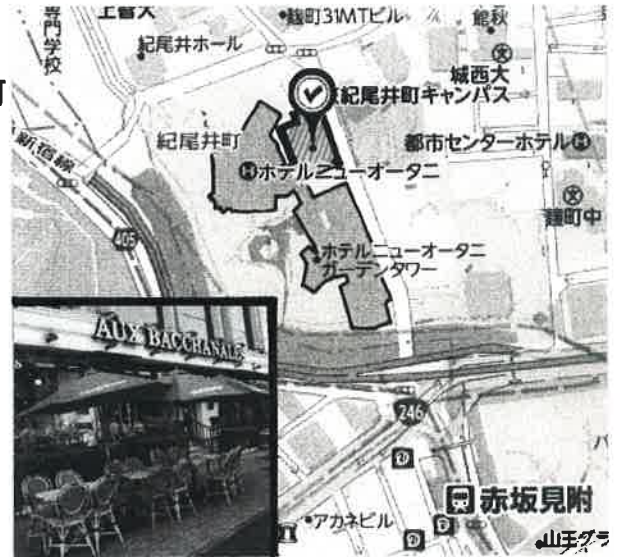 上智大
麹町31MTビル
館秋
専門学校
紀尾井ホール
町
城西大
紀尾井町キャンパス
紀尾井町
都市センターホテル
新宿線
ホテルニューオータニ
麹町中
405
ホテルニューオータニ
ガーデンタワー
AUX BACCHANALES
246
赤坂見附
アカネビル
山王グラ